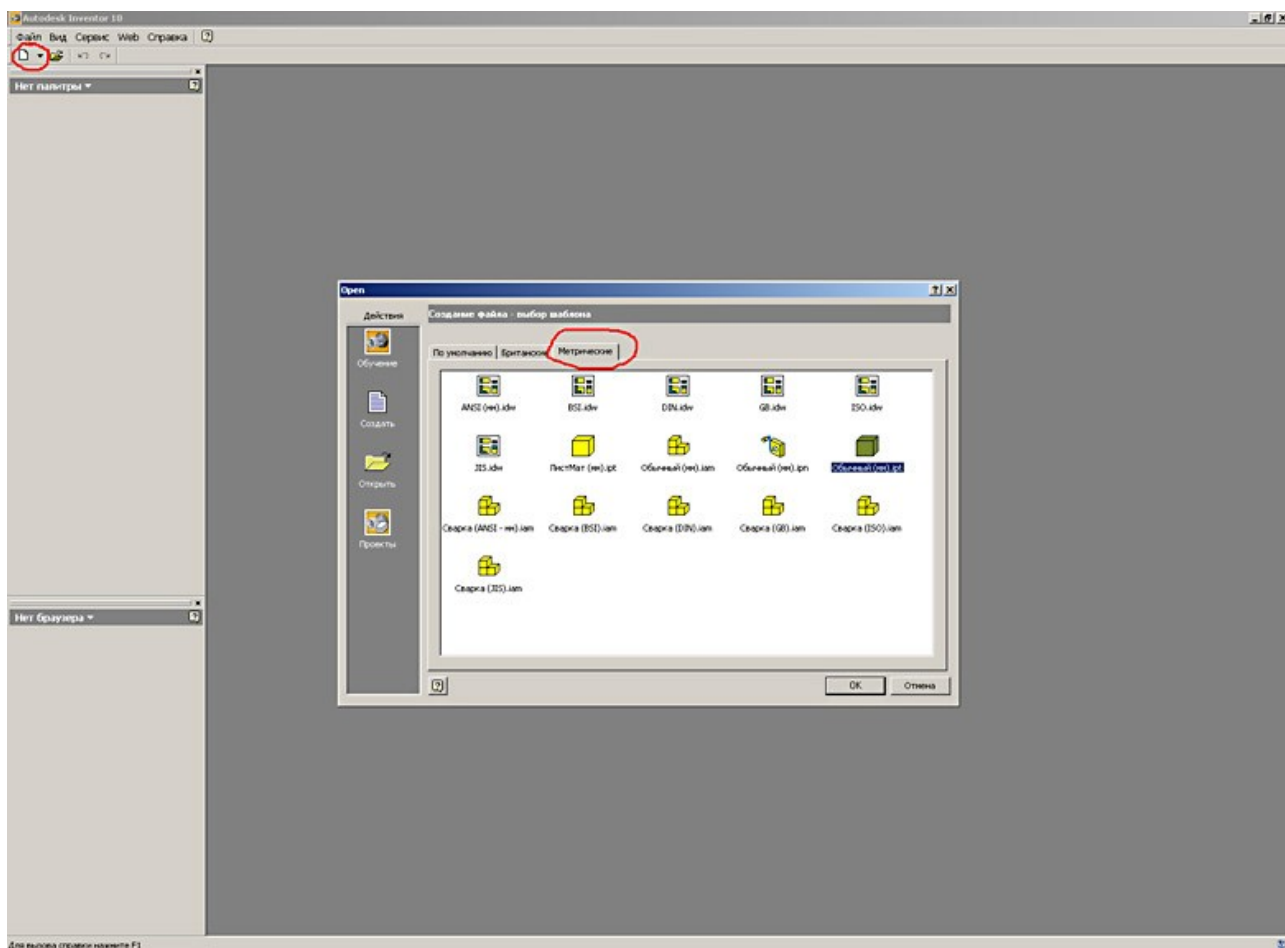 Autodesk Inventor 10
Файл Вид Сервис Web Справка
Нет палитры
Open
Действия
Создание файла - выбор шаблона
По умолчанию Британские Метрические
Обучение
Создать
Открыть
Проекты
ANSI (мм).idw BSI.idw DIN.idw GB.idw ISO.idw
JIS.idw ЛистМат (мм).ipt Обычный (мм).iam Обычный (мм).ipn Обычный (мм).ipt
Сварка (ANSI - мм).iam Сварка (BSI).iam Сварка (DIN).iam Сварка (GB).iam Сварка (ISO).iam
Сварка (JIS).iam
OK Отмена
Нет браузера
Для вызова справки нажмите F1